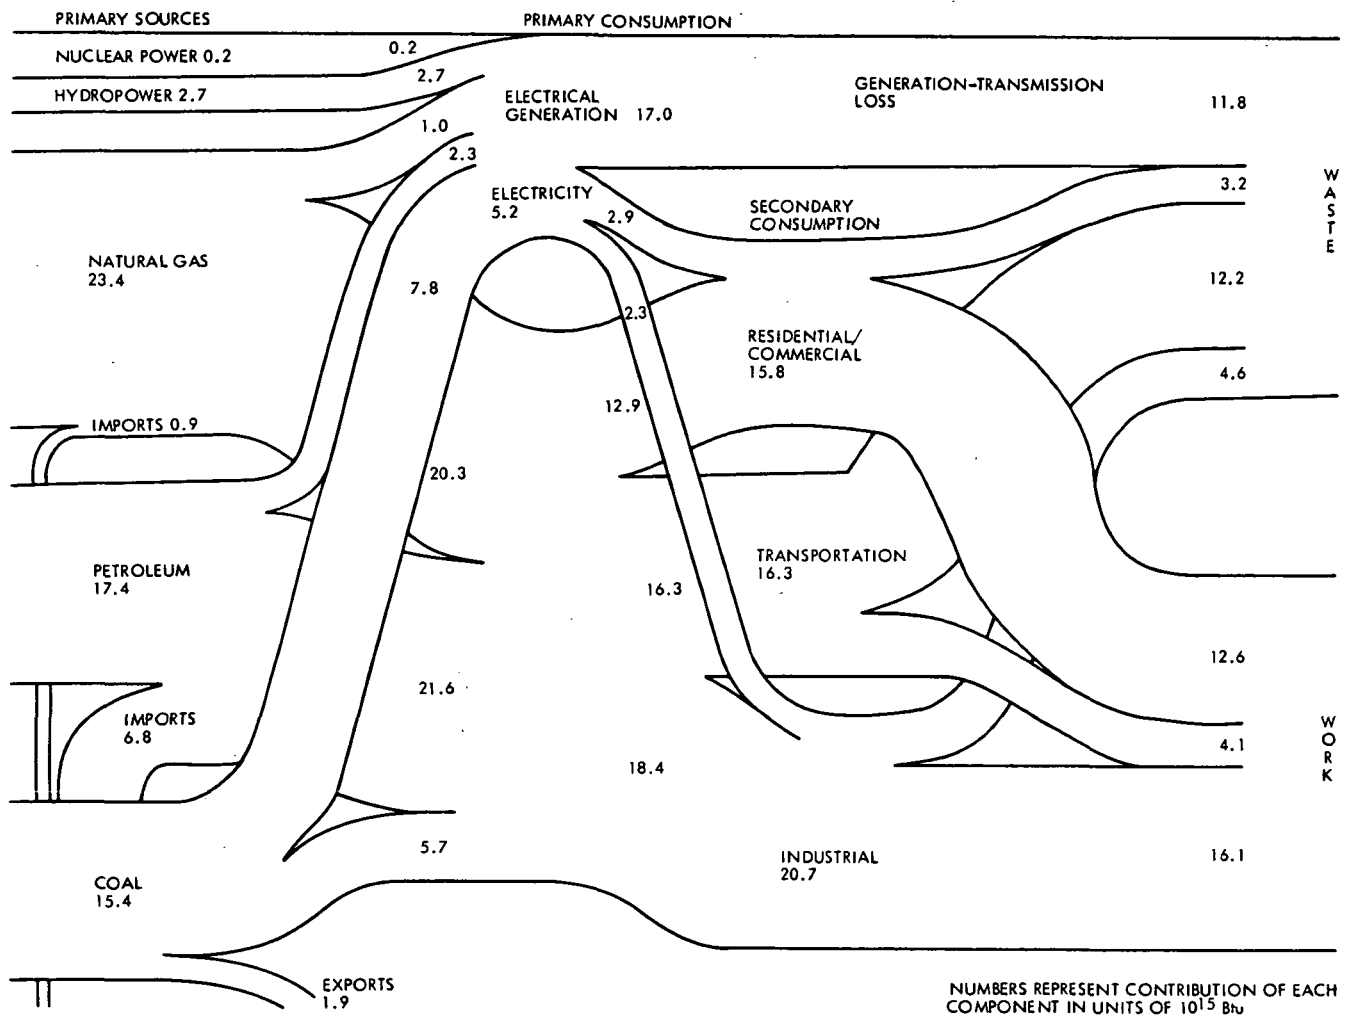 PRIMARY SOURCES
PRIMARY CONSUMPTION
NUCLEAR POWER 0.2
0.2
HYDROPOWER 2.7
2.7
1.0
2.3
ELECTRICAL
GENERATION 17.0
GENERATION-TRANSMISSION
LOSS
11.8
ELECTRICITY
5.2
2.9
SECONDARY
CONSUMPTION
3.2
WASTE
NATURAL GAS
23.4
7.8
2.3
12.2
RESIDENTIAL/
COMMERCIAL
15.8
4.6
IMPORTS 0.9
12.9
20.3
PETROLEUM
17.4
TRANSPORTATION
16.3
16.3
IMPORTS
6.8
21.6
12.6
18.4
4.1
WORK
5.7
COAL
15.4
INDUSTRIAL
20.7
16.1
EXPORTS
1.9
NUMBERS REPRESENT CONTRIBUTION OF EACH
COMPONENT IN UNITS OF 10¹⁵ Btu